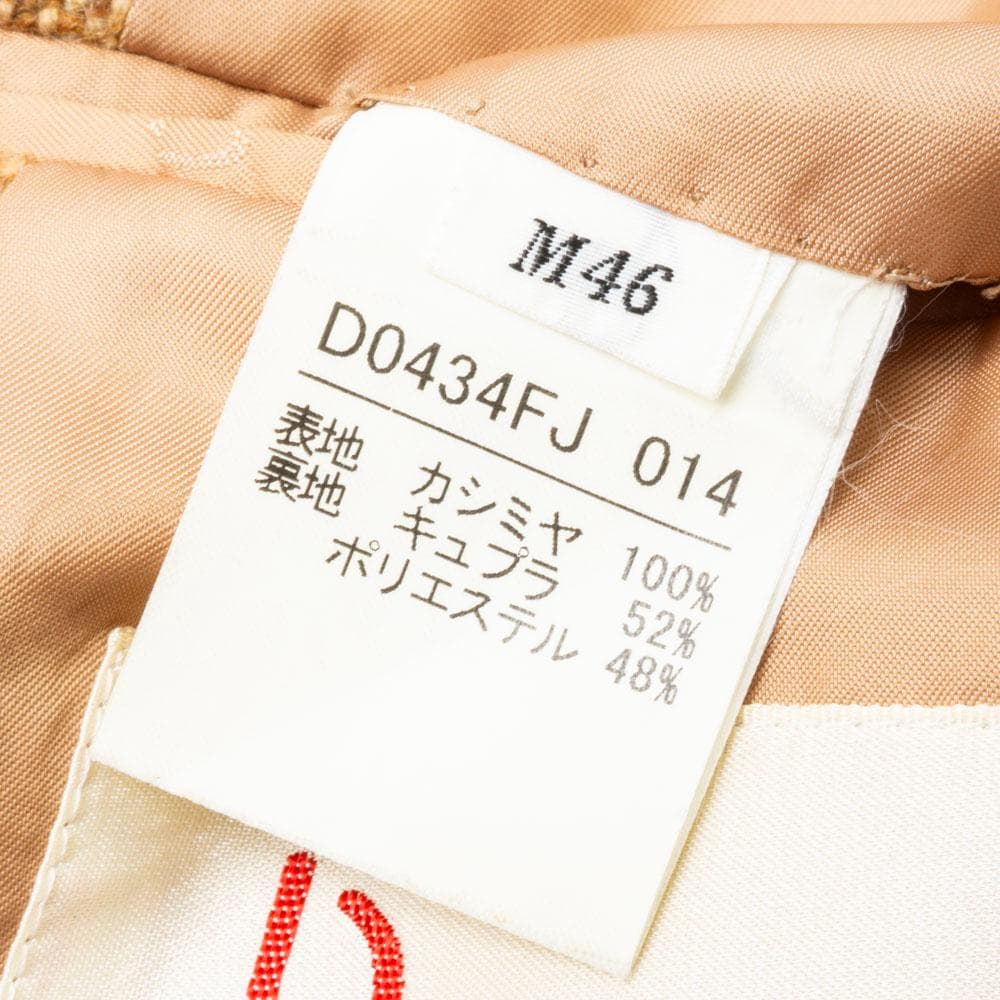 M46
D0434FJ 014
表地 カシミヤ 100%
裏地 キュプラ 52%
ポリエステル 48%